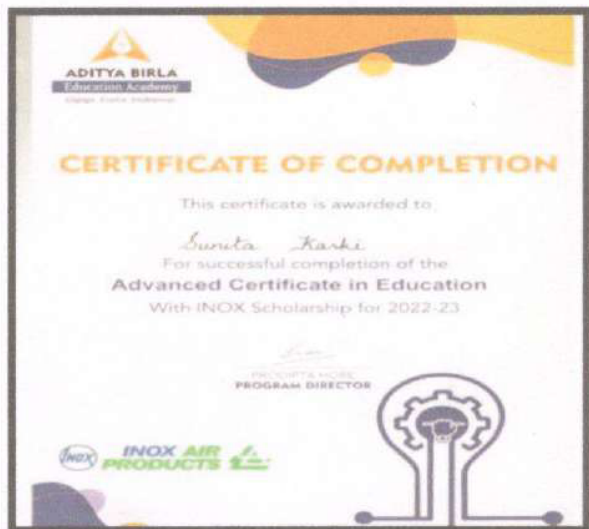 ADITYA BIRLA
Education Academy
CERTIFICATE OF COMPLETION
This certificate is awarded to
Sunita Karki
For successful completion of the
Advanced Certificate in Education
With INOX Scholarship for 2022-23
PROGRAM DIRECTOR
INOX
INOX AIR
PRODUCTS